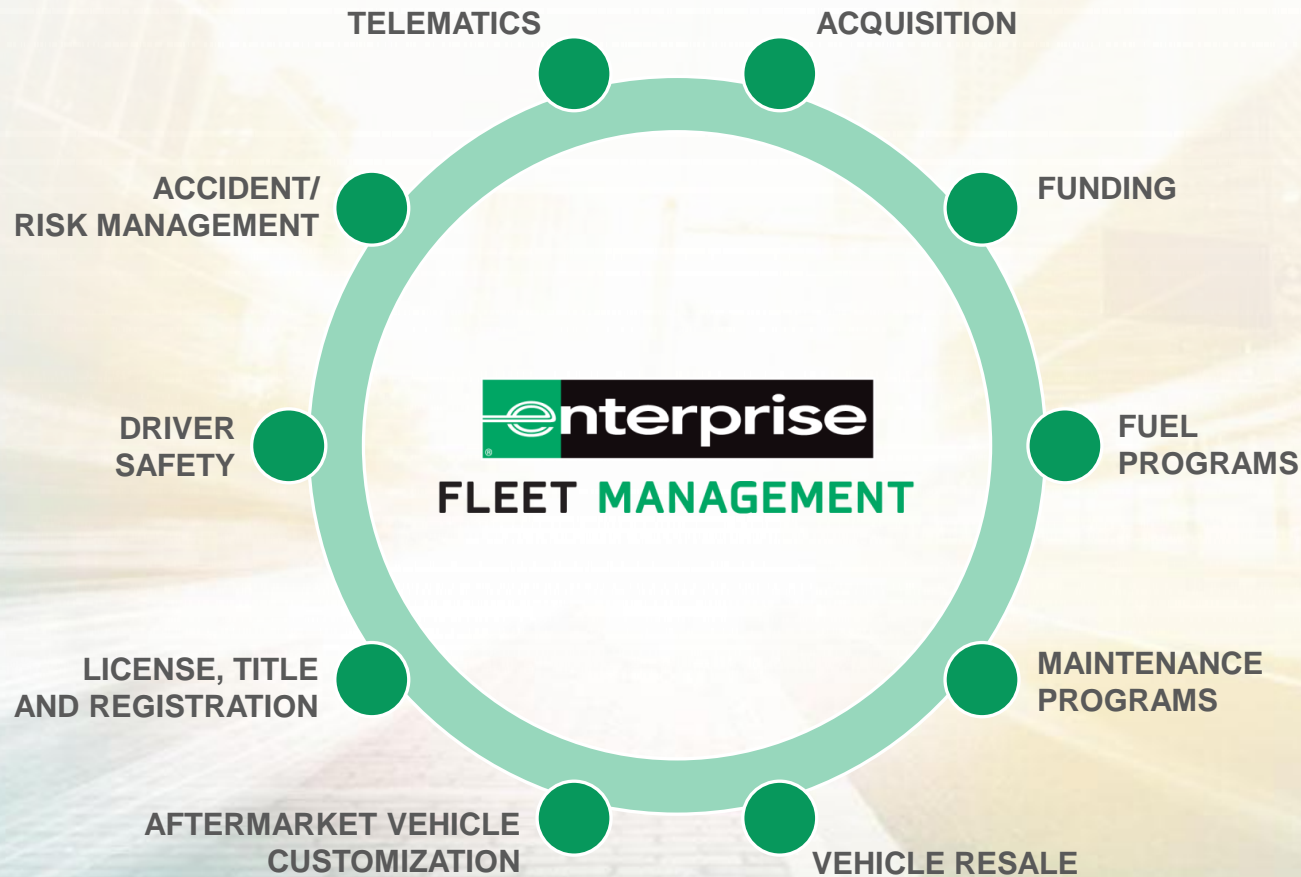 TELEMATICS
ACQUISITION
ACCIDENT/
RISK MANAGEMENT
FUNDING
enterprise
®
FLEET MANAGEMENT
DRIVER
SAFETY
FUEL
PROGRAMS
LICENSE, TITLE
AND REGISTRATION
MAINTENANCE
PROGRAMS
AFTERMARKET VEHICLE
CUSTOMIZATION
VEHICLE RESALE